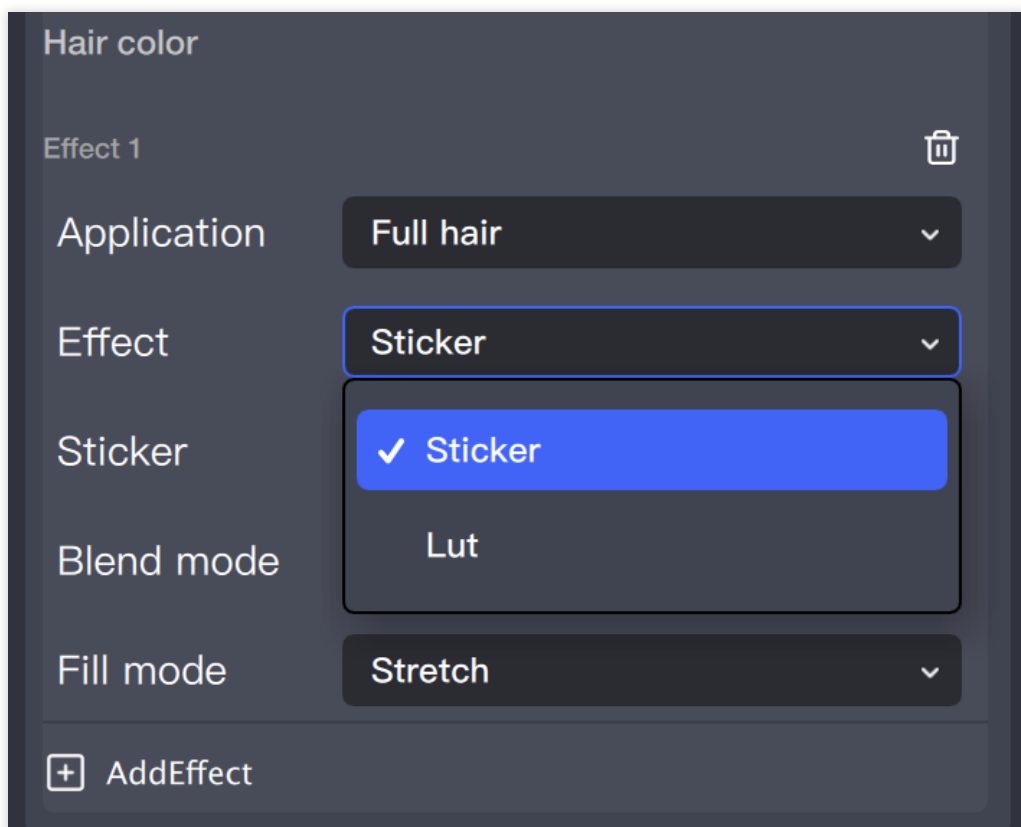 Hair color
Effect 1
Application Full hair
Effect Sticker
Sticker Sticker
Lut
Blend mode
Fill mode Stretch
AddEffect